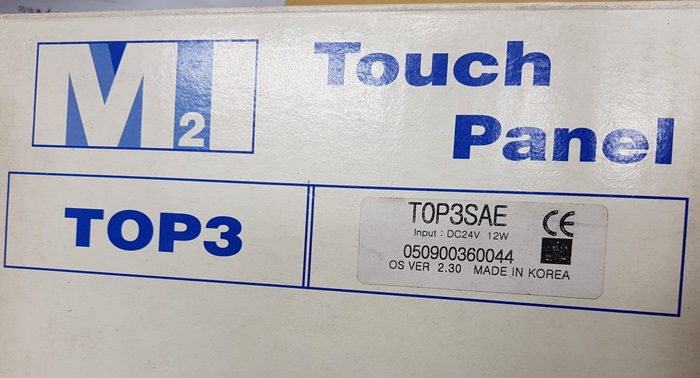 M2I
Touch
Panel
TOP3
TOP3SAE CE
Input : DC24V 12W
050900360044
OS VER 2.30 MADE IN KOREA